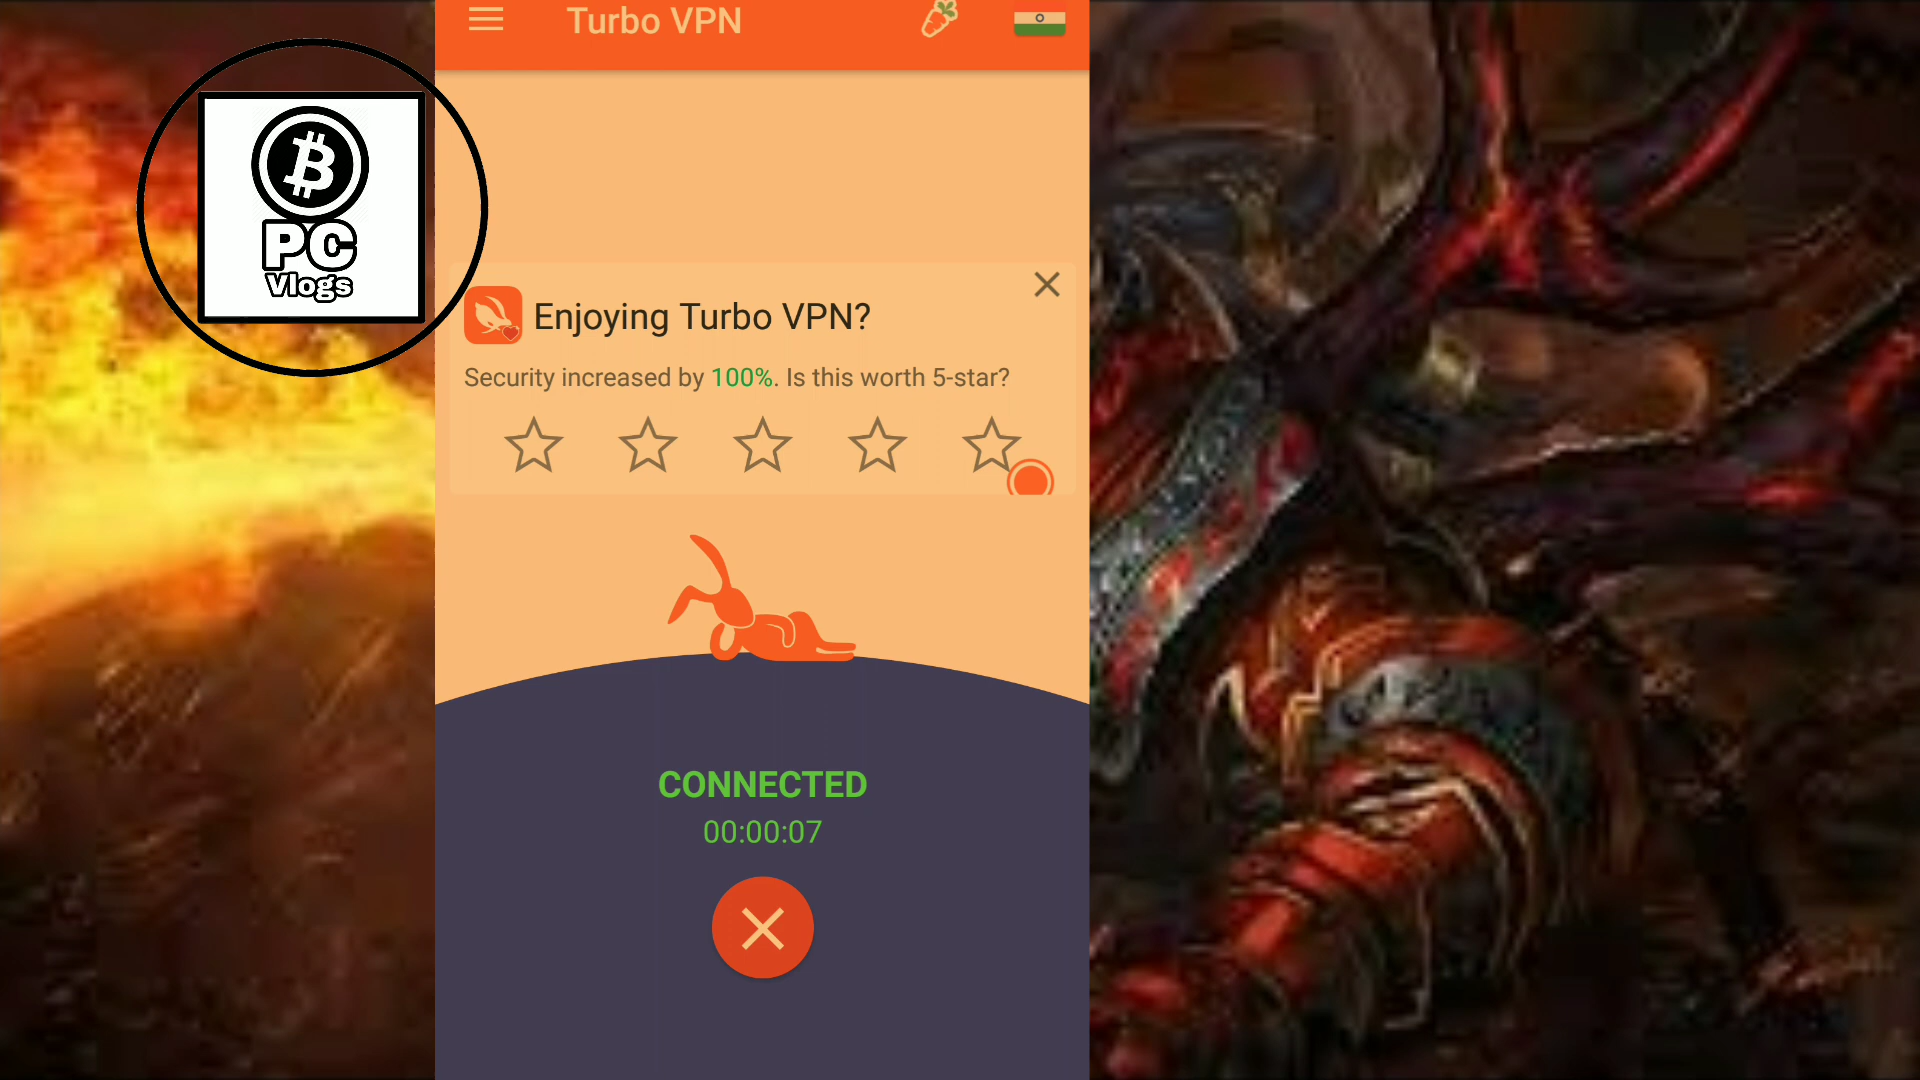 Turbo VPN
PC
Vlogs
Enjoying Turbo VPN?
Security increased by 100%. Is this worth 5-star?
CONNECTED
00:00:07